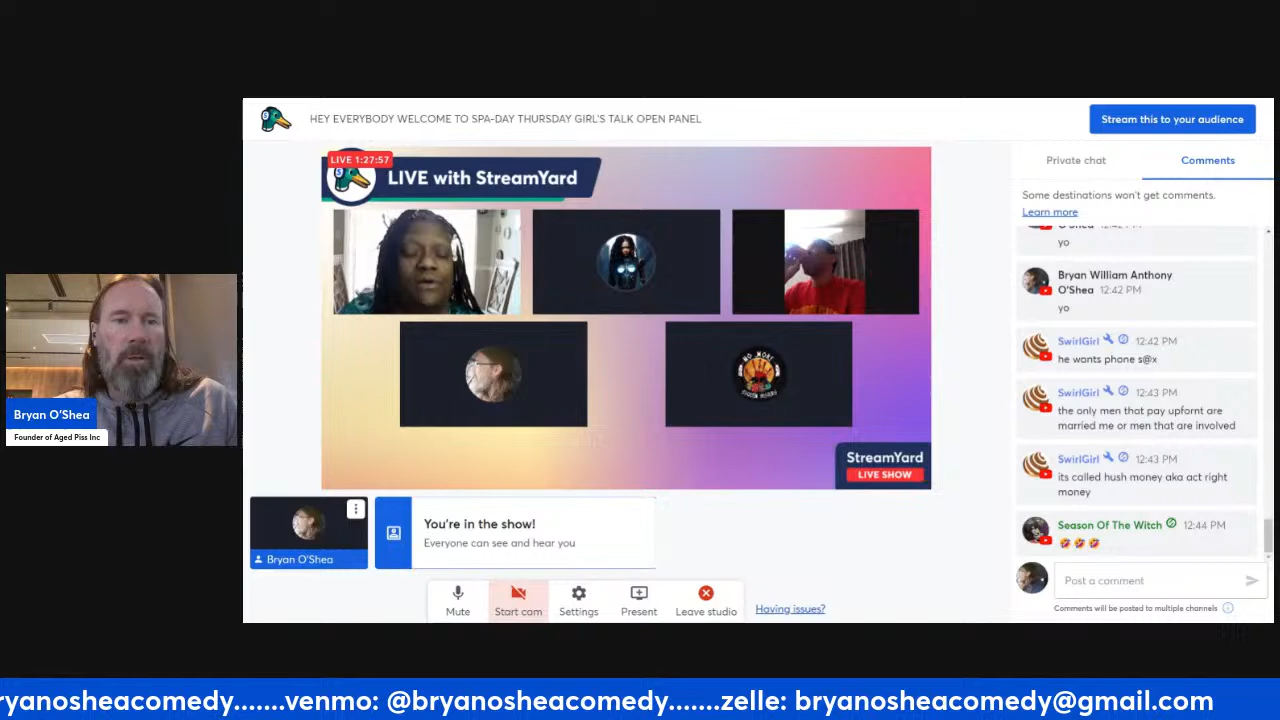 HEY EVERYBODY WELCOME TO SPA-DAY THURSDAY GIRL'S TALK OPEN PANEL
Stream this to your audience
LIVE 1:27:57
LIVE with StreamYard
Private chat
Comments
Some destinations won't get comments.
Learn more
O'Shea 12:42 PM
yo
Bryan William Anthony
O'Shea 12:42 PM
yo
SwirlGirl 12:42 PM
he wants phone s@x
SwirlGirl 12:43 PM
the only men that pay upfornt are
married me or men that are involved
SwirlGirl 12:43 PM
its called hush money aka act right
money
Season Of The Witch 12:44 PM
Post a comment
Comments will be posted to multiple channels
NO MORE
StreamYard
LIVE SHOW
Bryan O'Shea
Founder of Aged Piss Inc
Bryan O'Shea
You're in the show!
Everyone can see and hear you
Mute
Start cam
Settings
Present
Leave studio
Having issues?
ryanosheacomedy.......venmo: @bryanosheacomedy.......zelle: bryanosheacomedy@gmail.com